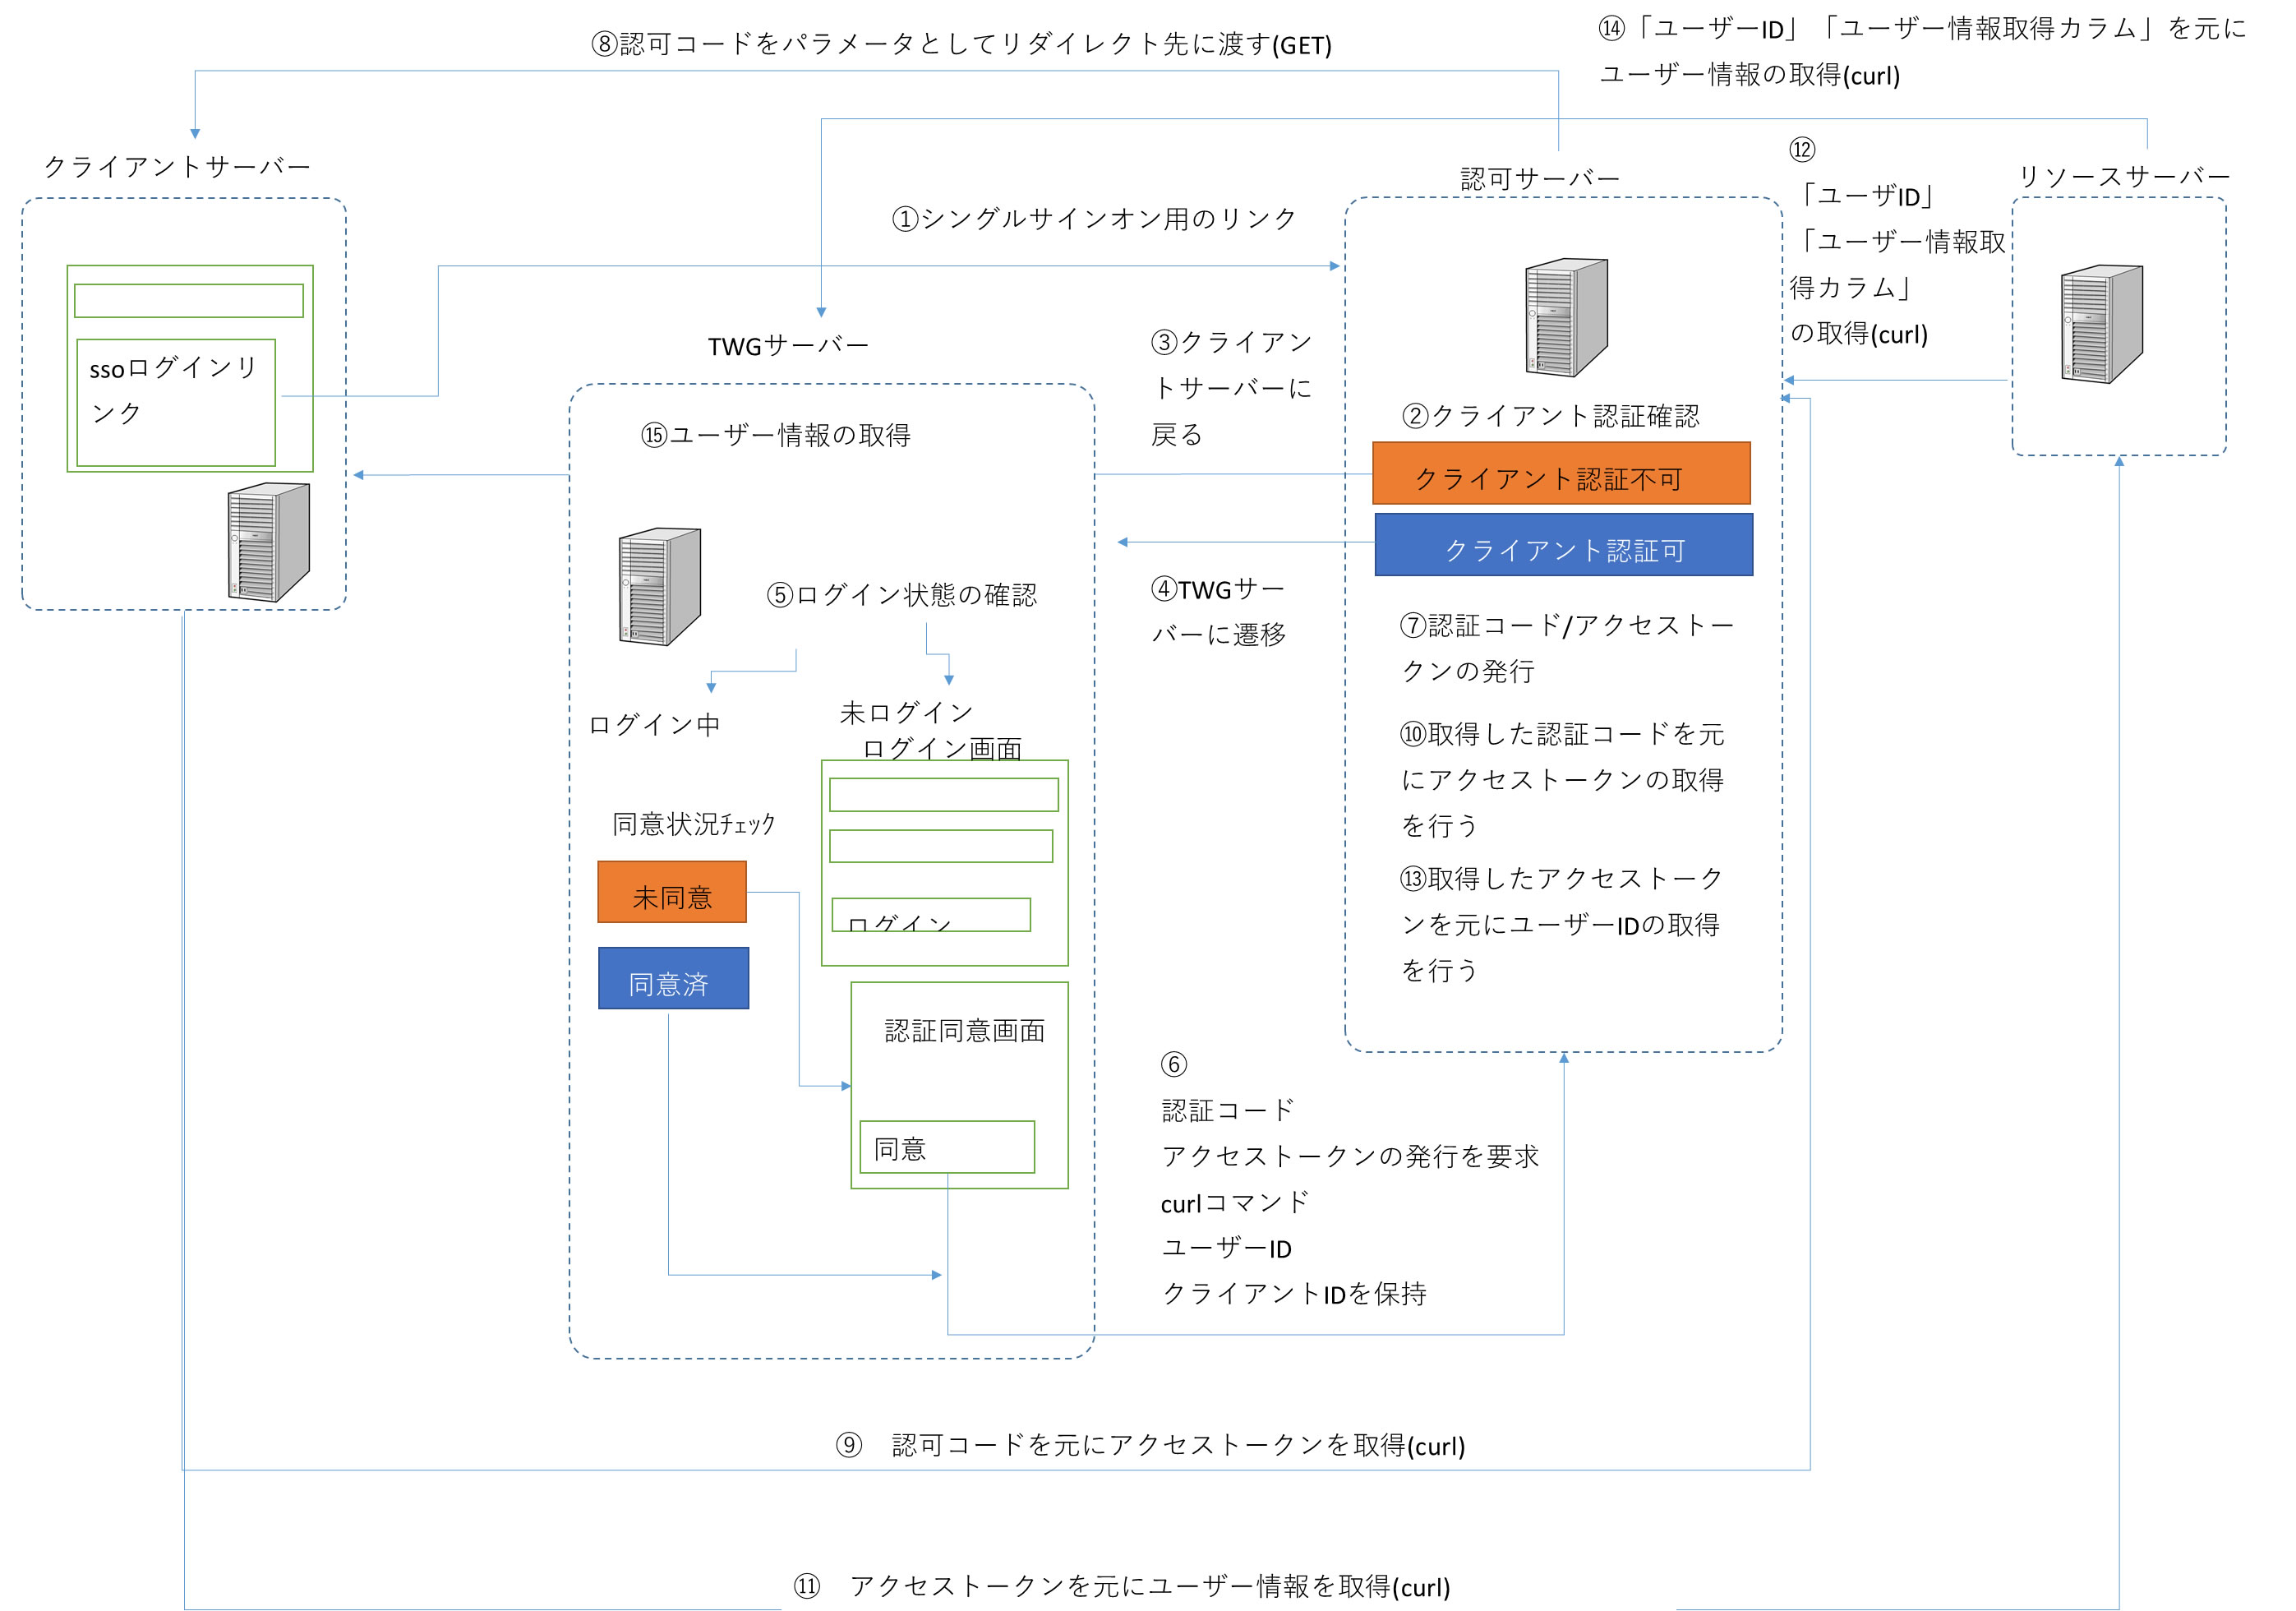 ⑧認可コードをパラメータとしてリダイレクト先に渡す(GET)
⑭「ユーザーID」「ユーザー情報取得カラム」を元に
ユーザー情報の取得(curl)
クライアントサーバー
認可サーバー
リソースサーバー
⑫
「ユーザID」
「ユーザー情報取
得カラム」
の取得(curl)
①シングルサインオン用のリンク
ssoログインリ
ンク
TWGサーバー
③クライアン
トサーバーに
戻る
②クライアント認証確認
クライアント認証不可
クライアント認証可
⑮ユーザー情報の取得
④TWGサー
バーに遷移
⑤ログイン状態の確認
ログイン中
未ログイン
ログイン画面
ログイン
同意状況ﾁｪｯｸ
未同意
同意済
認証同意画面
同意
⑦認証コード/アクセストー
クンの発行
⑩取得した認証コードを元
にアクセストークンの取得
を行う
⑬取得したアクセストーク
ンを元にユーザーIDの取得
を行う
⑥
認証コード
アクセストークンの発行を要求
curlコマンド
ユーザーID
クライアントIDを保持
⑨　認可コードを元にアクセストークンを取得(curl)
⑪　アクセストークンを元にユーザー情報を取得(curl)